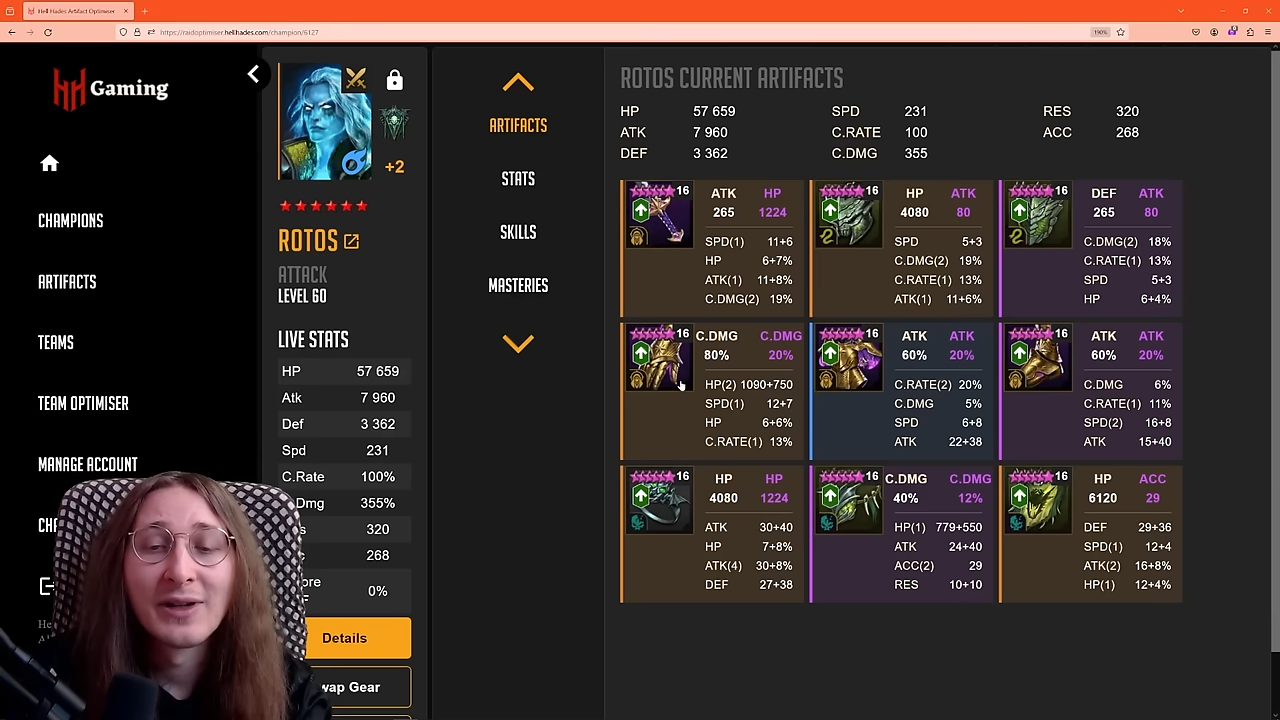 Hell Hades Artifact Optimiser
https://raidoptimiser.hellhades.com/champion/6127
190%
Gaming
CHAMPIONS
ARTIFACTS
TEAMS
TEAM OPTIMISER
MANAGE ACCOUNT
+2
ROTOS
ATTACK
LEVEL 60
LIVE STATS
HP 57 659
Atk 7 960
Def 3 362
Spd 231
C.Rate 100%
Dmg 355%
320
268
0%
Details
Gear
ARTIFACTS
STATS
SKILLS
MASTERIES
ROTOS CURRENT ARTIFACTS
HP 57 659 SPD 231 RES 320
ATK 7 960 C.RATE 100 ACC 268
DEF 3 362 C.DMG 355
16 ATK HP
265 1224
SPD(1) 11+6
HP 6+7%
ATK(1) 11+8%
C.DMG(2) 19%
16 HP ATK
4080 80
SPD 5+3
C.DMG(2) 19%
C.RATE(1) 13%
ATK(1) 11+6%
16 DEF ATK
265 80
C.DMG(2) 18%
C.RATE(1) 13%
SPD 5+3
HP 6+4%
16 C.DMG C.DMG
80% 20%
HP(2) 1090+750
SPD(1) 12+7
HP 6+6%
C.RATE(1) 13%
16 ATK ATK
60% 20%
C.RATE(2) 20%
C.DMG 5%
SPD 6+8
ATK 22+38
16 ATK ATK
60% 20%
C.DMG 6%
C.RATE(1) 11%
SPD(2) 16+8
ATK 15+40
16 HP HP
4080 1224
ATK 30+40
HP 7+8%
ATK(4) 30+8%
DEF 27+38
16 C.DMG C.DMG
40% 12%
HP(1) 779+550
ATK 24+40
ACC(2) 29
RES 10+10
16 HP ACC
6120 29
DEF 29+36
SPD(1) 12+4
ATK(2) 16+8%
HP(1) 12+4%